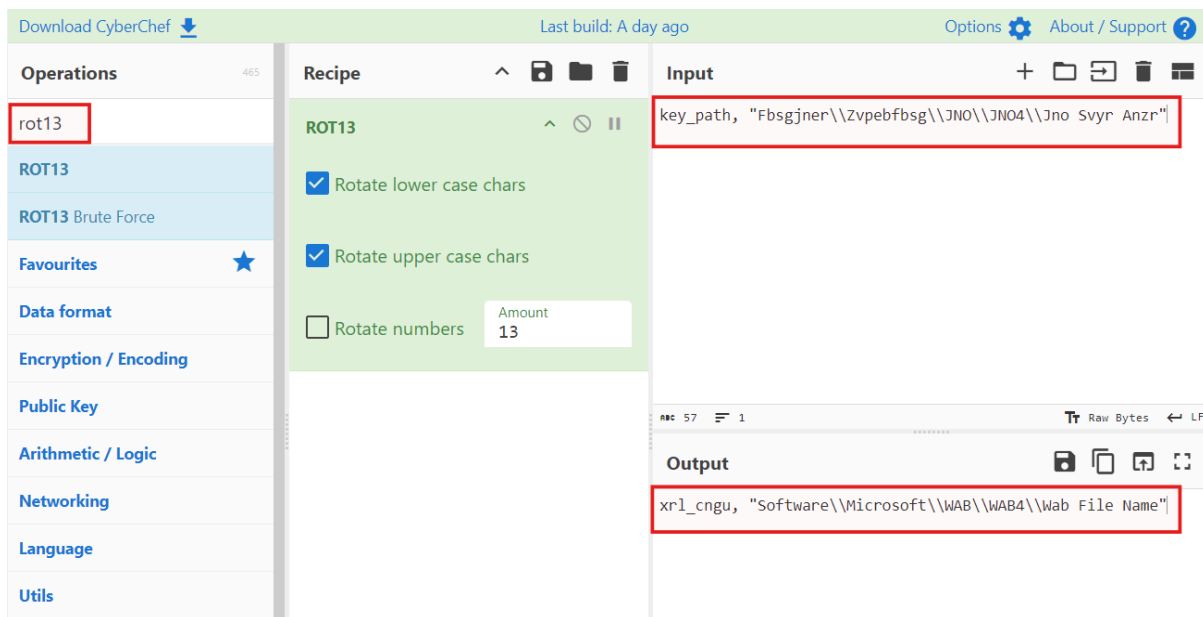 Download CyberChef
Last build: A day ago
Options
About / Support
Operations
465
rot13
ROT13
ROT13 Brute Force
Favourites
Data format
Encryption / Encoding
Public Key
Arithmetic / Logic
Networking
Language
Utils
Recipe
ROT13
Rotate lower case chars
Rotate upper case chars
Rotate numbers
Amount
13
Input
key_path, "Fbsgjner\\Zvpebfbsg\\JNO\\JNO4\\Jno Svyr Anzr"
ABC 57
1
Tт Raw Bytes
LF
Output
xrl_cngu, "Software\\Microsoft\\WAB\\WAB4\\Wab File Name"